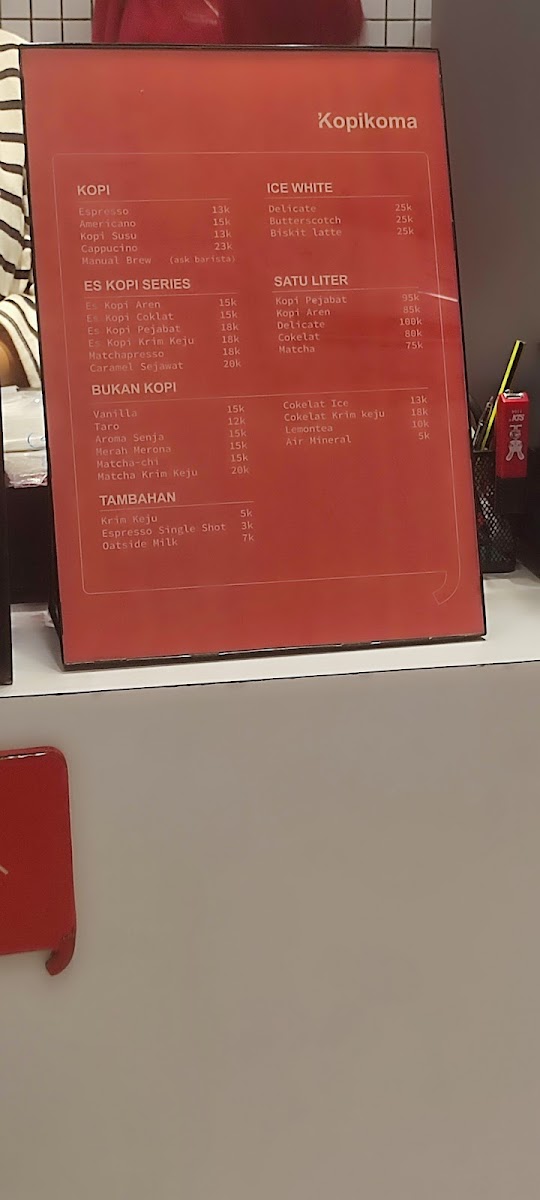 Kopikoma
KOPI
Espresso 13k
Americano 15k
Kopi Susu 13k
Cappucino 23k
Manual Brew (ask barista)
ICE WHITE
Delicate 25k
Butterscotch 25k
Biskit latte 25k
ES KOPI SERIES
Es Kopi Aren 15k
Es Kopi Coklat 15k
Es Kopi Pejabat 18k
Es Kopi Krim Keju 18k
Matchapresso 18k
Caramel Sejawat 20k
SATU LITER
Kopi Pejabat 95k
Kopi Aren 85k
Delicate 100k
Cokelat 80k
Matcha 75k
BUKAN KOPI
Vanilla 15k
Taro 12k
Aroma Senja 15k
Merah Merona 15k
Matcha-chi 15k
Matcha Krim Keju 20k
Cokelat Ice 13k
Cokelat Krim keju 18k
Lemontea 10k
Air Mineral 5k
TAMBAHAN
Krim Keju 5k
Espresso Single Shot 3k
Oatside Milk 7k